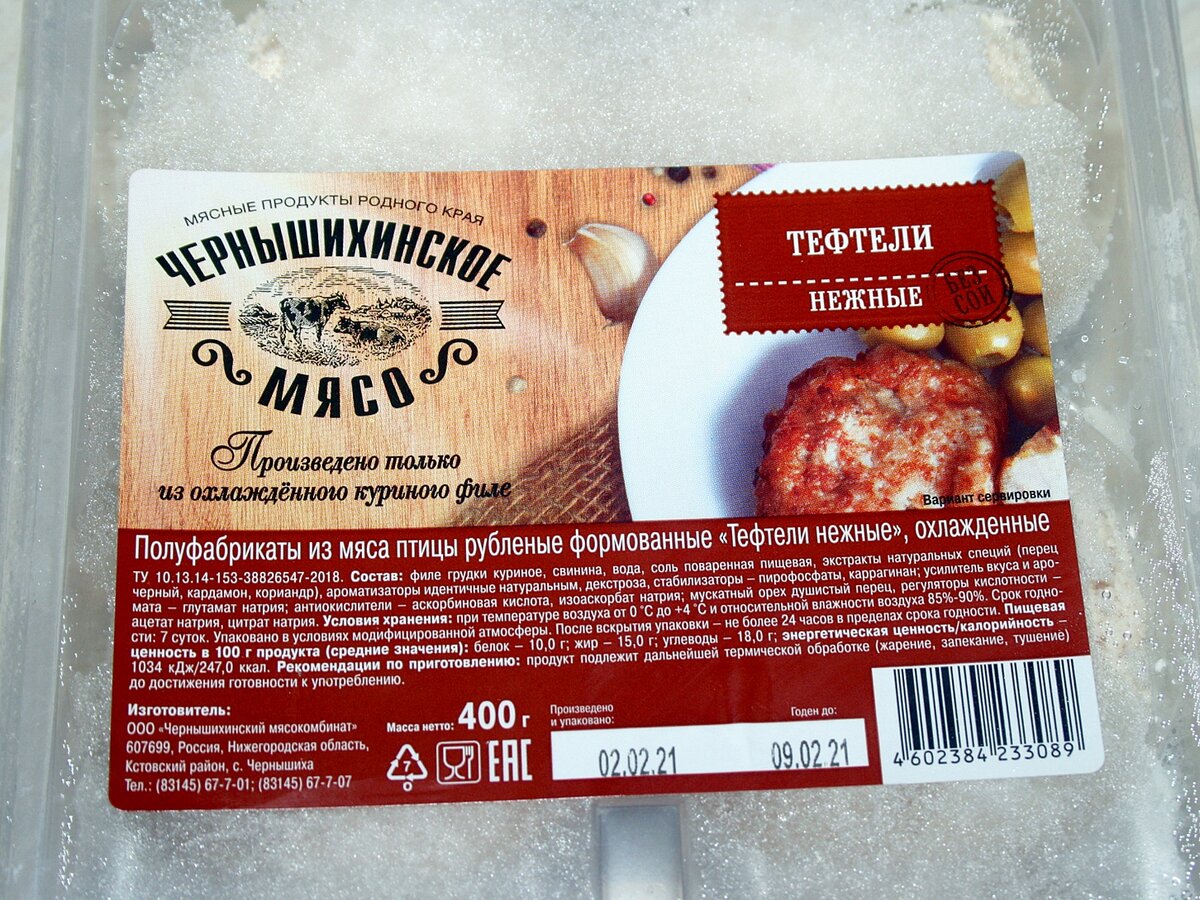 МЯСНЫЕ ПРОДУКТЫ РОДНОГО КРАЯ
ЧЕРНЫШИХИНСКОЕ
МЯСО
Произведено только
из охлаждённого куриного филе
ТЕФТЕЛИ
НЕЖНЫЕ
БЕЗ
СОИ
Вариант сервировки
Полуфабрикаты из мяса птицы рубленые формованные «Тефтели нежные», охлажденные
ТУ 10.13.14-153-38826547-2018. Состав: филе грудки куриное, свинина, вода, соль поваренная пищевая, экстракты натуральных специй (перец
черный, кардамон, кориандр), ароматизаторы идентичные натуральным, декстроза, стабилизаторы – пирофосфаты, каррагинан; усилитель вкуса и аро-
мата – глутамат натрия; антиокислители – аскорбиновая кислота, изоаскорбат натрия; мускатный орех душистый перец, регуляторы кислотности –
ацетат натрия, цитрат натрия. Условия хранения: при температуре воздуха от 0 °С до +4 °С и относительной влажности воздуха 85%-90%. Срок годно-
сти: 7 суток. Упаковано в условиях модифицированной атмосферы. После вскрытия упаковки – не более 24 часов в пределах срока годности. Пищевая
ценность в 100 г продукта (средние значения): белок – 10,0 г; жир – 15,0 г; углеводы – 18,0 г; энергетическая ценность/калорийность –
1034 кДж/247,0 ккал. Рекомендации по приготовлению: продукт подлежит дальнейшей термической обработке (жарение, запекание, тушение)
до достижения готовности к употреблению.
Изготовитель:
ООО «Чернышихинский мясокомбинат»
607699, Россия, Нижегородская область,
Кстовский район, с. Чернышиха
Тел.: (83145) 67-7-01; (83145) 67-7-07
Масса нетто: 400 г
7
EAC
Произведено
и упаковано:
02.02.21
Годен до:
09.02.21
4 602384 233089